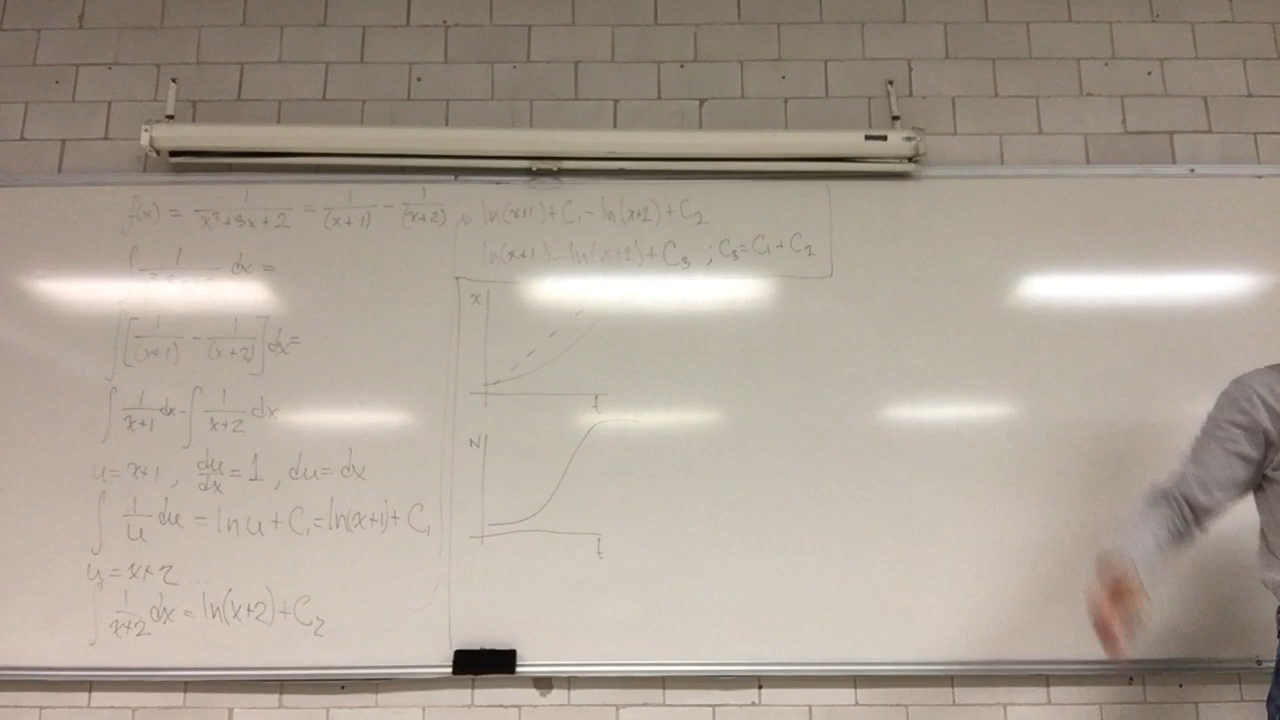 f(x) = 1/(x²+3x+2) = 1/(x+1) - 1/(x+2)
∫ 1/ dx =
∫[1/(x+1) - 1/(x+2)]dx=
∫ 1/(x+1) dx - ∫ 1/(x+2) dx
u=x+1, du/dx = 1, du=dx
∫ 1/u du = ln u + C₁ = ln(x+1) + C₁
u = x+2
∫ 1/(x+2) dx = ln(x+2)+C₂
ln(x+1)+C₁-ln(x+2)+C₂
ln(x+1)-ln(x+2)+C₃ ; C₃=C₁+C₂
x
t
N
t